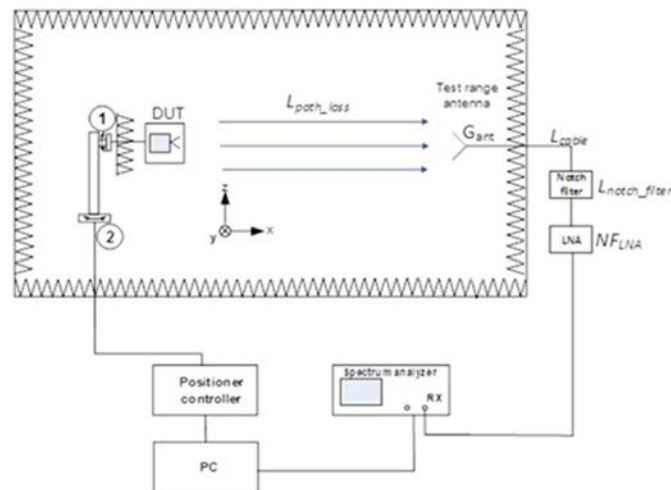 DUT
1
2
L_path_loss
Test range
antenna
G_ant
L_cable
Notch
filter
L_notch_filter
LNA
NF_LNA
z
y
x
Positioner
controller
spectrum analyzer
RX
PC